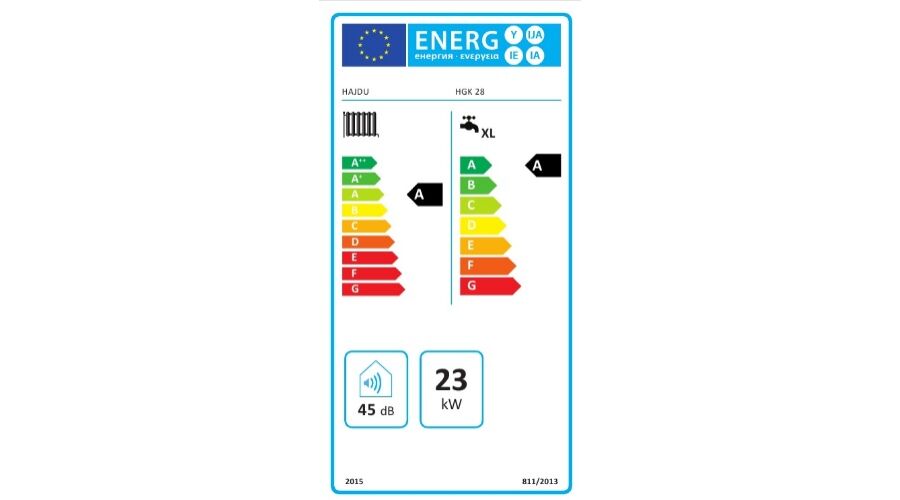 ENERG
енергия · ενεργεια
Y IJA
IE IA
HAJDU HGK 28
XL
A++
A+
A
B
C
D
E
F
G
A
A
B
C
D
E
F
G
A
45 dB
23
kW
2015 811/2013